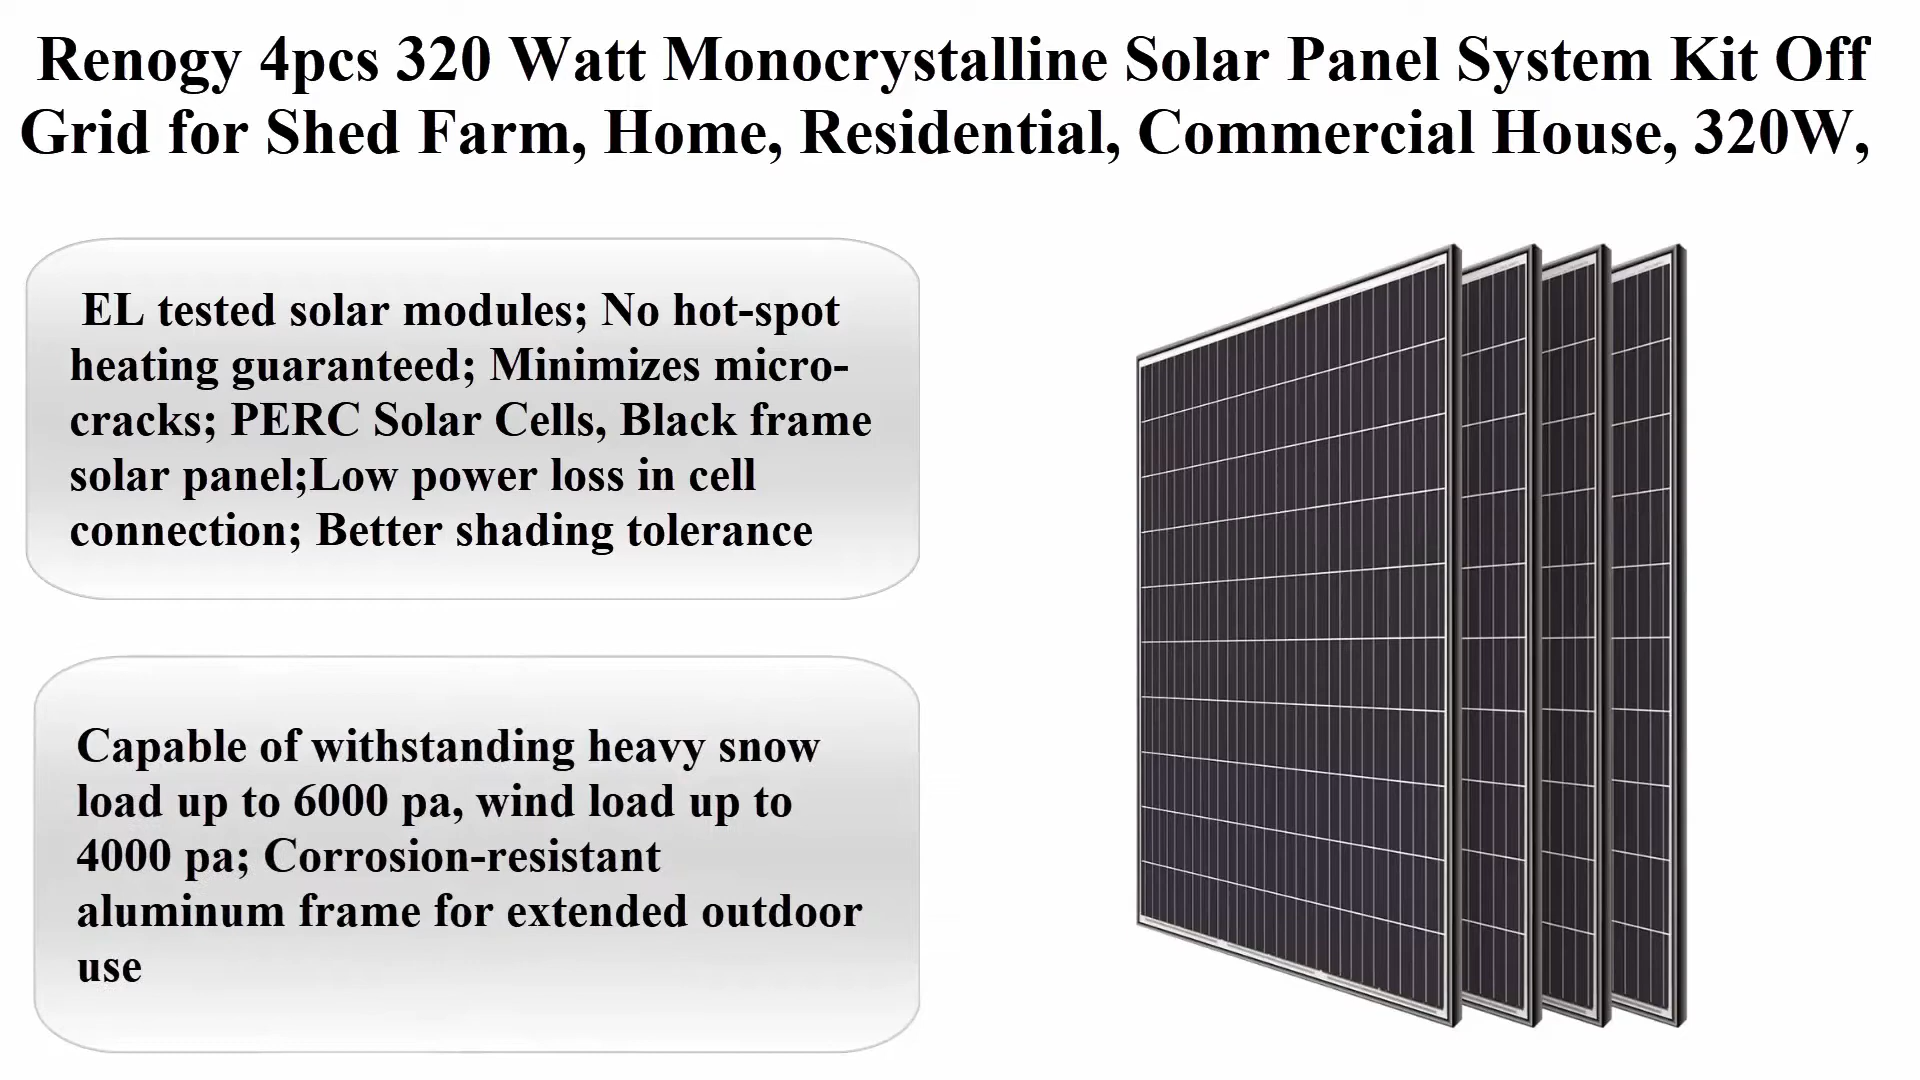 Renogy 4pcs 320 Watt Monocrystalline Solar Panel System Kit Off
Grid for Shed Farm, Home, Residential, Commercial House, 320W,
EL tested solar modules; No hot-spot
heating guaranteed; Minimizes micro-
cracks; PERC Solar Cells, Black frame
solar panel;Low power loss in cell
connection; Better shading tolerance
Capable of withstanding heavy snow
load up to 6000 pa, wind load up to
4000 pa; Corrosion-resistant
aluminum frame for extended outdoor
use